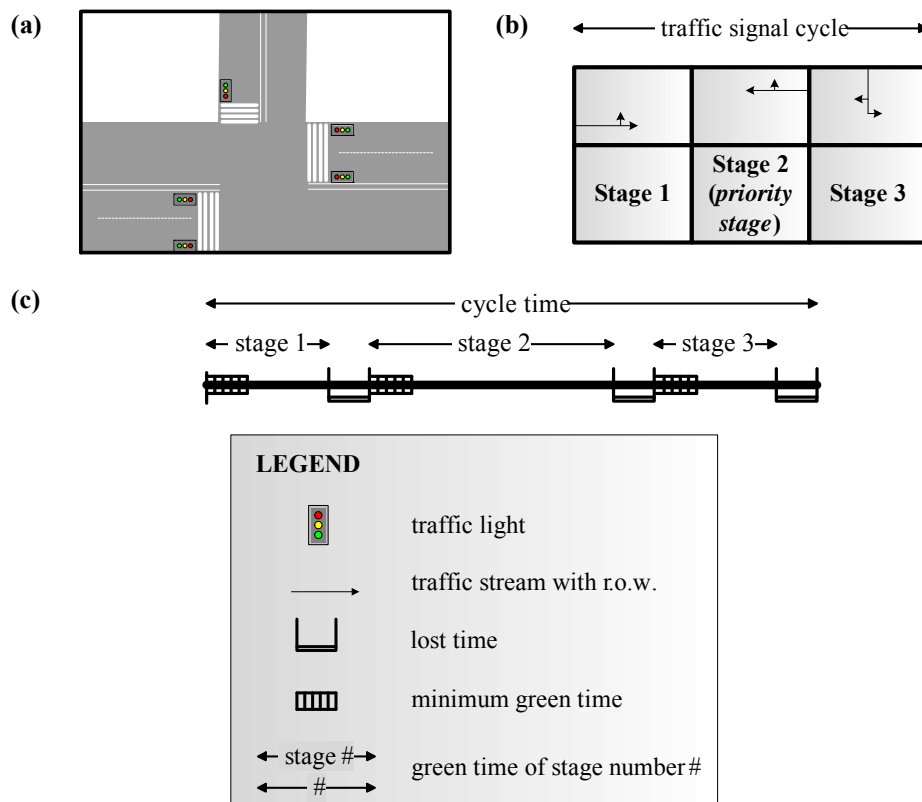 (a)
(b)
traffic signal cycle
Stage 1
Stage 2
(priority
stage)
Stage 3
(c)
cycle time
stage 1
stage 2
stage 3
LEGEND
traffic light
traffic stream with r.o.w.
lost time
minimum green time
stage #
#
green time of stage number #